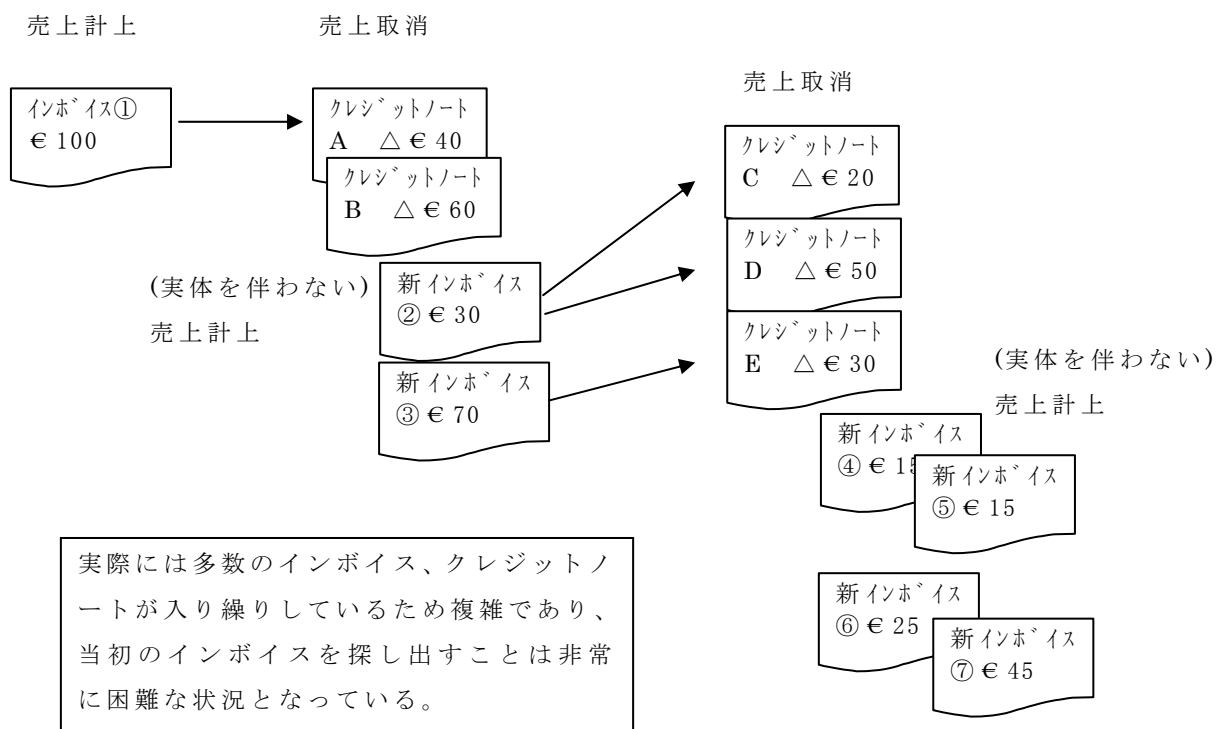 売上計上
売上取消
インボイス①
€100
クレジットノート
A △€40
クレジットノート
B △€60
(実体を伴わない)
売上計上
新インボイス
②€30
新インボイス
③€70
売上取消
クレジットノート
C △€20
クレジットノート
D △€50
クレジットノート
E △€30
(実体を伴わない)
売上計上
新インボイス
④€15
新インボイス
⑤€15
新インボイス
⑥€25
新インボイス
⑦€45
実際には多数のインボイス、クレジットノ
ートが入り繰りしているため複雑であり、
当初のインボイスを探し出すことは非常
に困難な状況となっている。